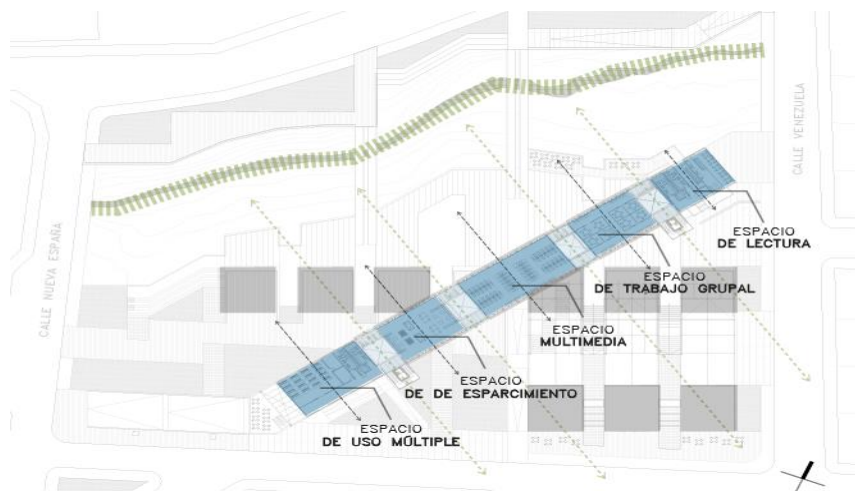 CALLE NUEVA ESPAÑA
CALLE VENEZUELA
ESPACIO
DE LECTURA
ESPACIO
DE TRABAJO GRUPAL
ESPACIO
MULTIMEDIA
ESPACIO
DE DE ESPARCIMIENTO
ESPACIO
DE USO MÚLTIPLE